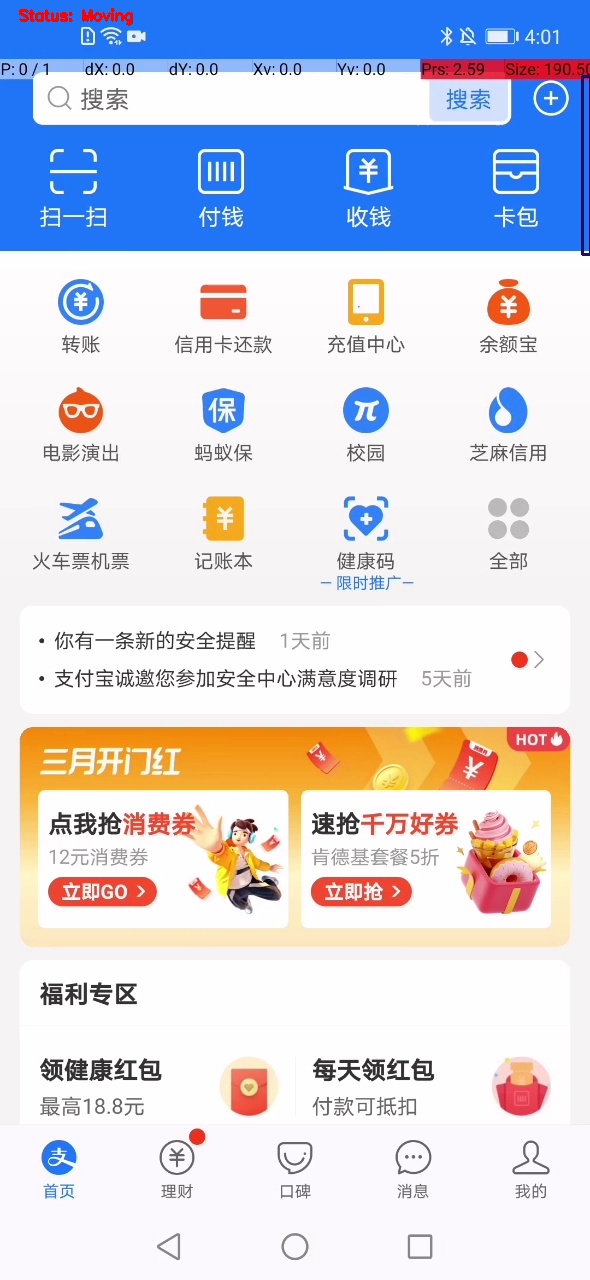 Status: Moving
4:01
P: 0 / 1 dX: 0.0 dY: 0.0 Xv: 0.0 Yv: 0.0 Prs: 2.59 Size: 190.50
搜索 搜索
扫一扫 付钱 收钱 卡包
转账 信用卡还款 充值中心 余额宝
保
电影演出 蚂蚁保 校园 芝麻信用
火车票机票 记账本 健康码 全部
限时推广
• 你有一条新的安全提醒 1天前
• 支付宝诚邀您参加安全中心满意度调研 5天前
三月开门红 HOT
点我抢消费券 速抢千万好券
12元消费券 肯德基套餐5折
立即GO > 立即抢 >
福利专区
领健康红包 每天领红包
最高18.8元 付款可抵扣
支
首页 理财 口碑 消息 我的